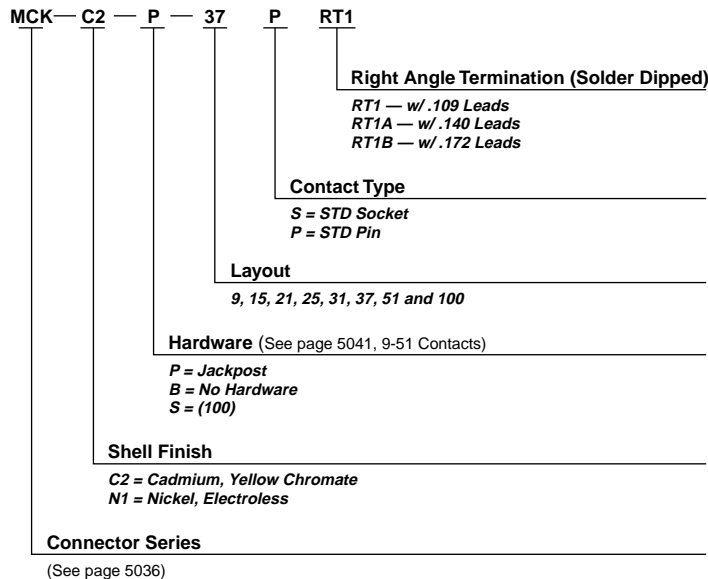 MCK — C2 — P — 37 P RT1
Right Angle Termination (Solder Dipped)
RT1 — w/ .109 Leads
RT1A — w/ .140 Leads
RT1B — w/ .172 Leads
Contact Type
S = STD Socket
P = STD Pin
Layout
9, 15, 21, 25, 31, 37, 51 and 100
Hardware (See page 5041, 9-51 Contacts)
P = Jackpost
B = No Hardware
S = (100)
Shell Finish
C2 = Cadmium, Yellow Chromate
N1 = Nickel, Electroless
Connector Series
(See page 5036)